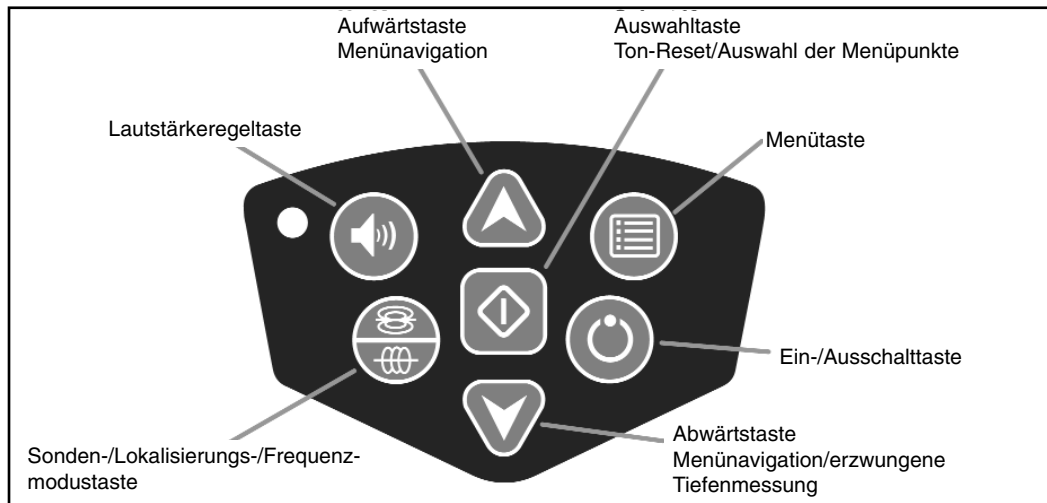 Aufwärtstaste
Menünavigation
Auswahltaste
Ton-Reset/Auswahl der Menüpunkte
Lautstärkeregeltaste
Menütaste
Ein-/Ausschalttaste
Sonden-/Lokalisierungs-/Frequenz-
modustaste
Abwärtstaste
Menünavigation/erzwungene
Tiefenmessung